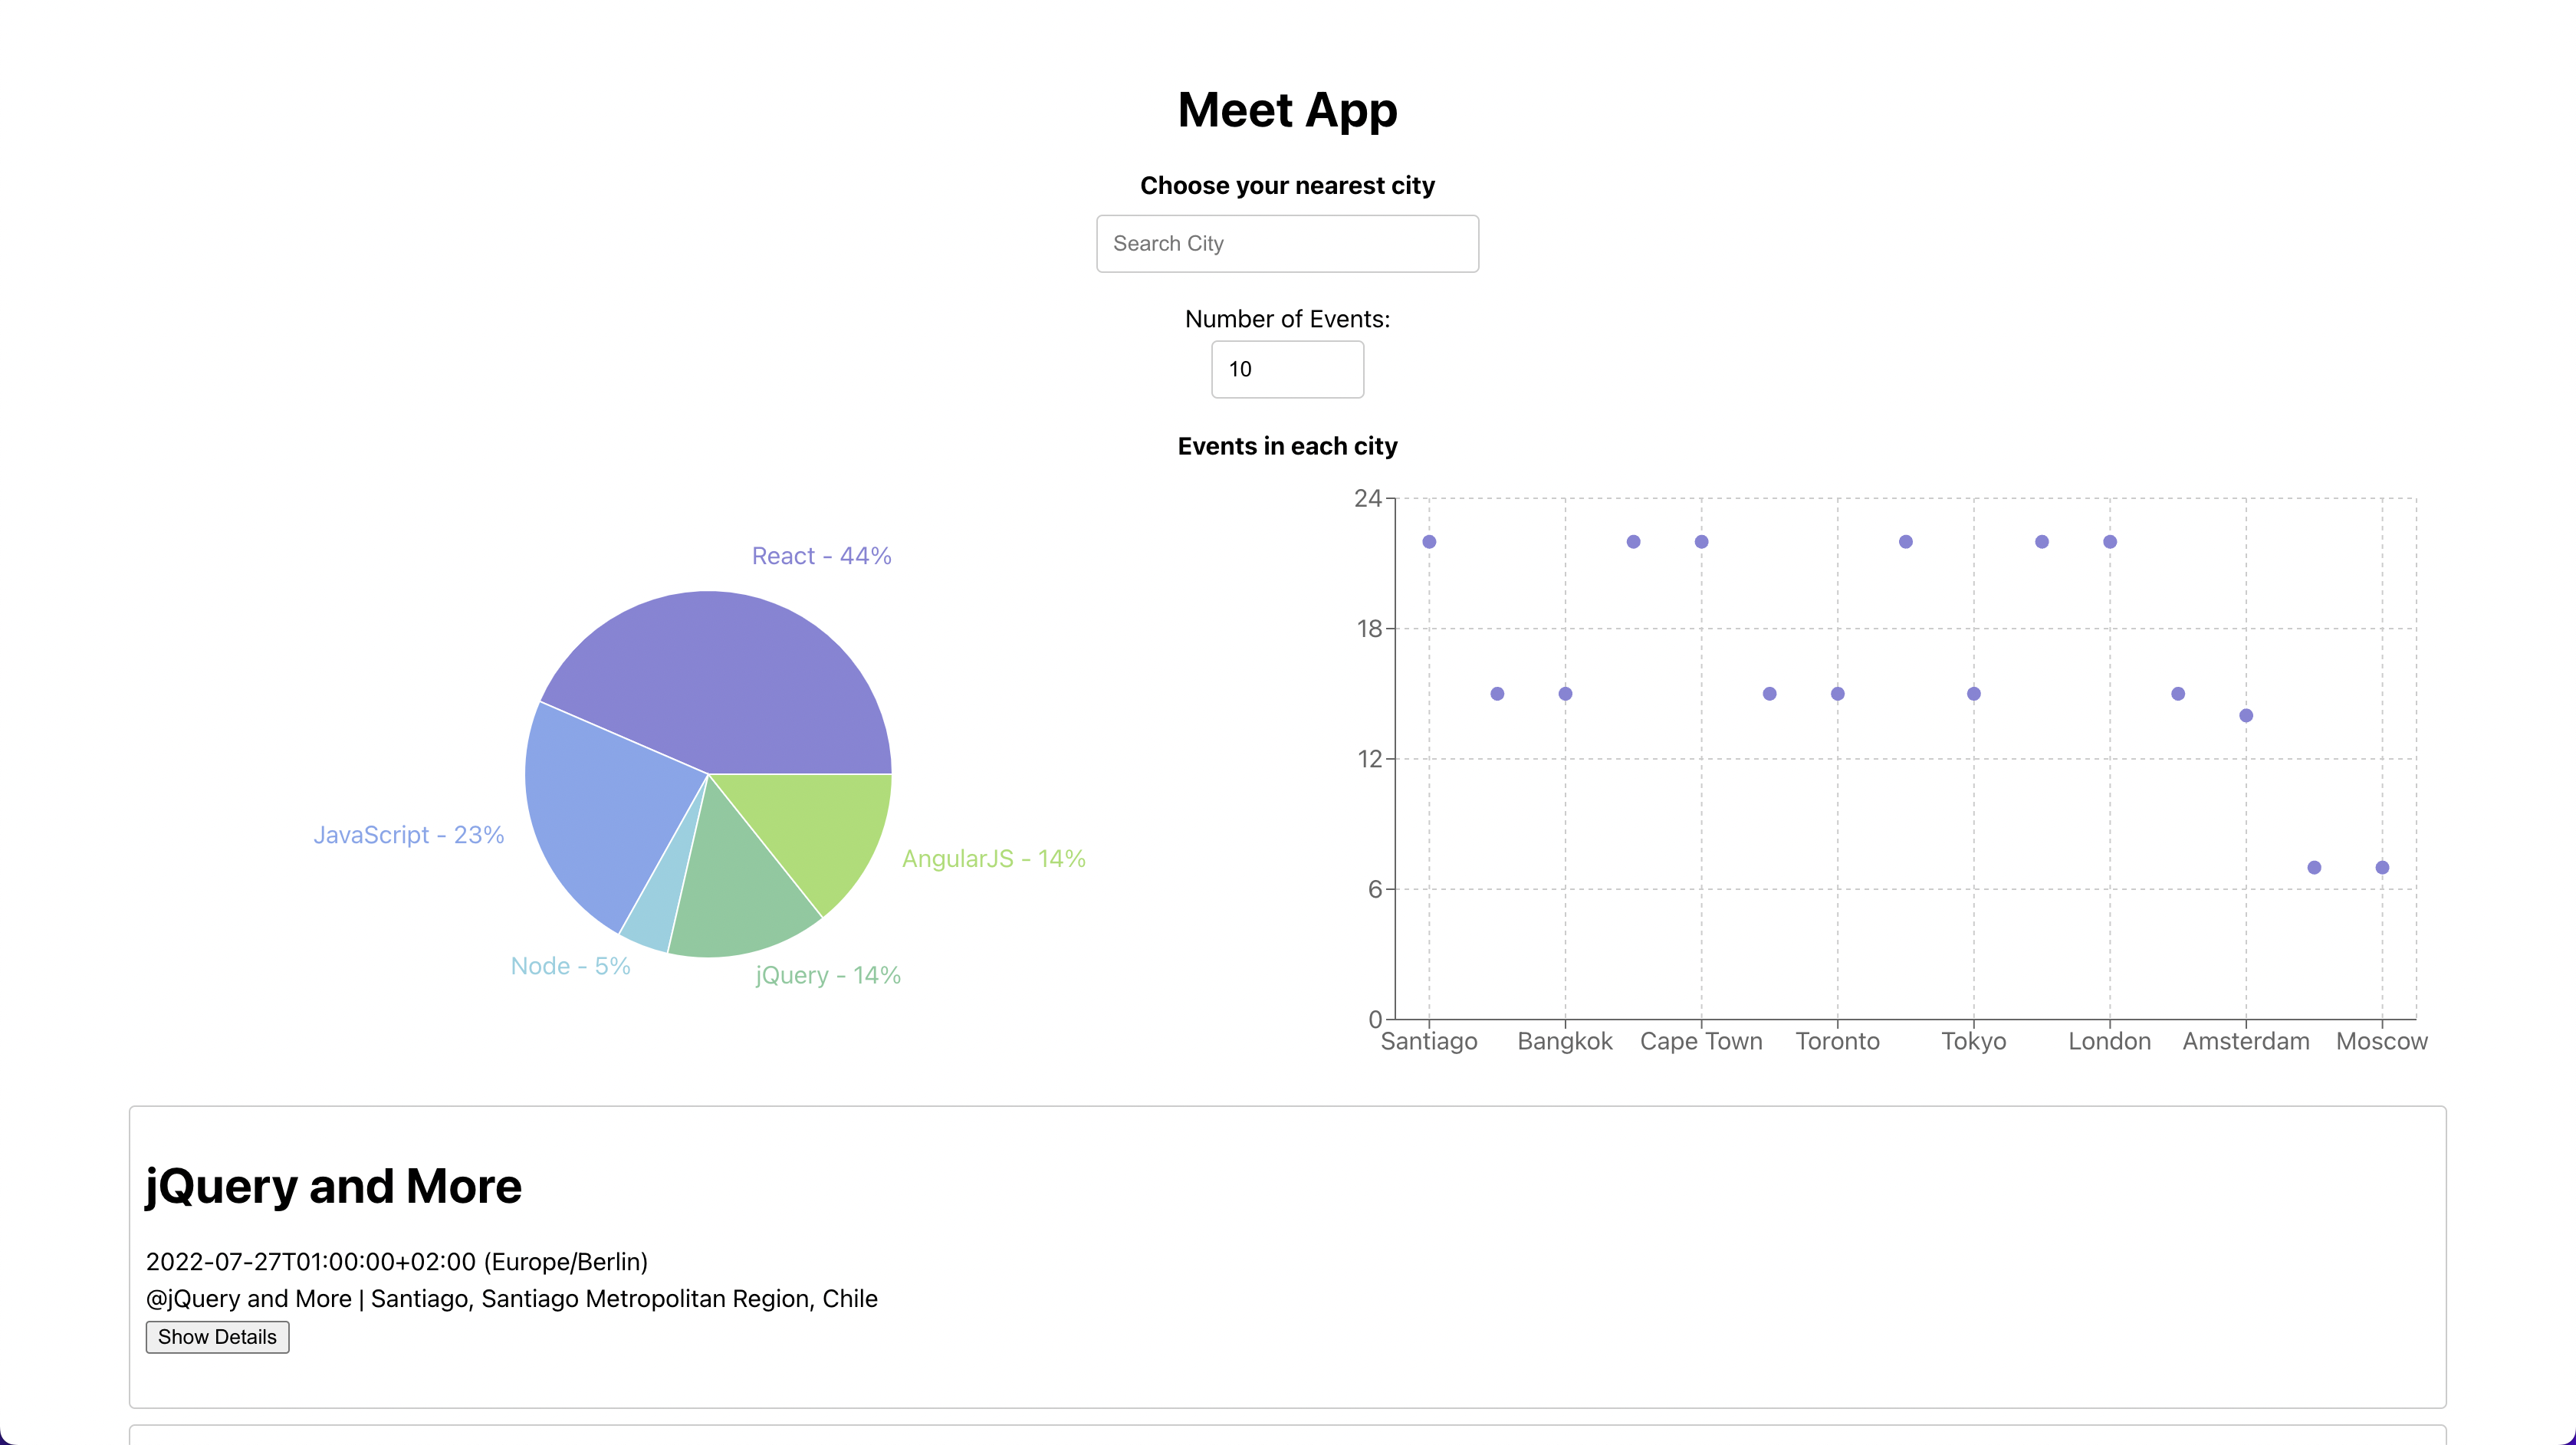 Meet App
Choose your nearest city
Search City
Number of Events:
10
Events in each city
React - 44%
JavaScript - 23%
AngularJS - 14%
Node - 5%
jQuery - 14%
24
18
12
6
0
Santiago Bangkok Cape Town Toronto Tokyo London Amsterdam Moscow
jQuery and More
2022-07-27T01:00:00+02:00 (Europe/Berlin)
@jQuery and More | Santiago, Santiago Metropolitan Region, Chile
Show Details